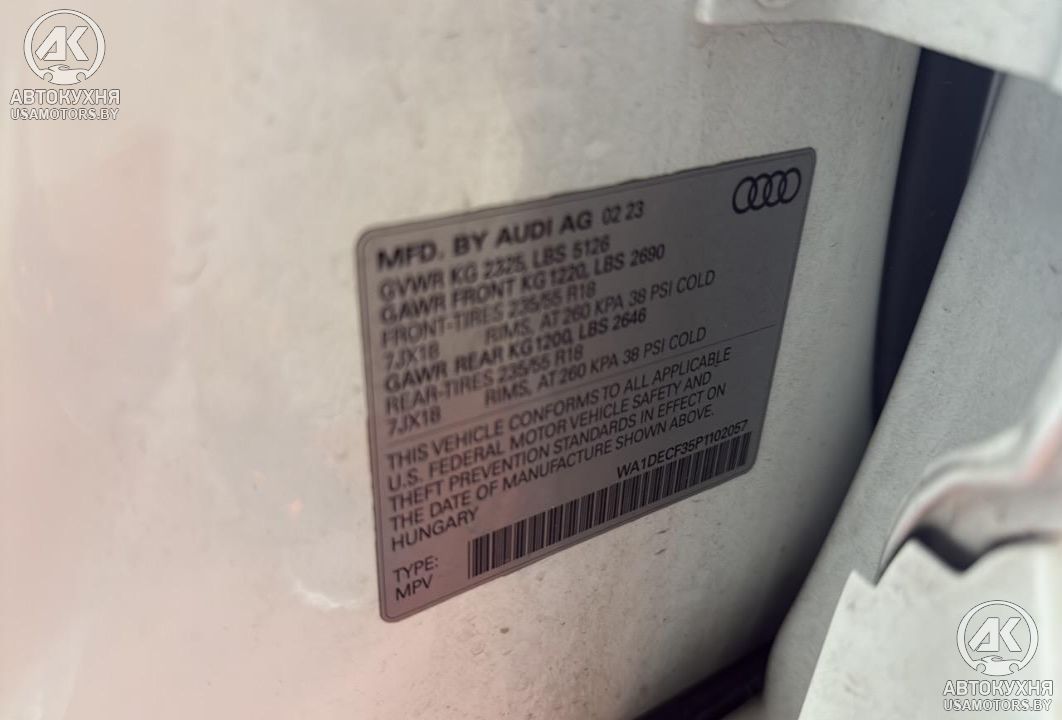 AK
АВТОКУХНЯ
USAMOTORS.BY
MFD. BY AUDI AG 02 23
GVWR KG 2325, LBS 5126
GAWR FRONT KG 1220, LBS 2690
FRONT-TIRES 235/55 R18
7JX18 RIMS, AT 260 KPA 38 PSI COLD
GAWR REAR KG 1200, LBS 2646
REAR-TIRES 235/55 R18
7JX18 RIMS, AT 260 KPA 38 PSI COLD
THIS VEHICLE CONFORMS TO ALL APPLICABLE
U.S. FEDERAL MOTOR VEHICLE SAFETY AND
THEFT PREVENTION STANDARDS IN EFFECT ON
THE DATE OF MANUFACTURE SHOWN ABOVE.
HUNGARY WA1DECF35P1102057
TYPE:
MPV
AK
АВТОКУХНЯ
USAMOTORS.BY